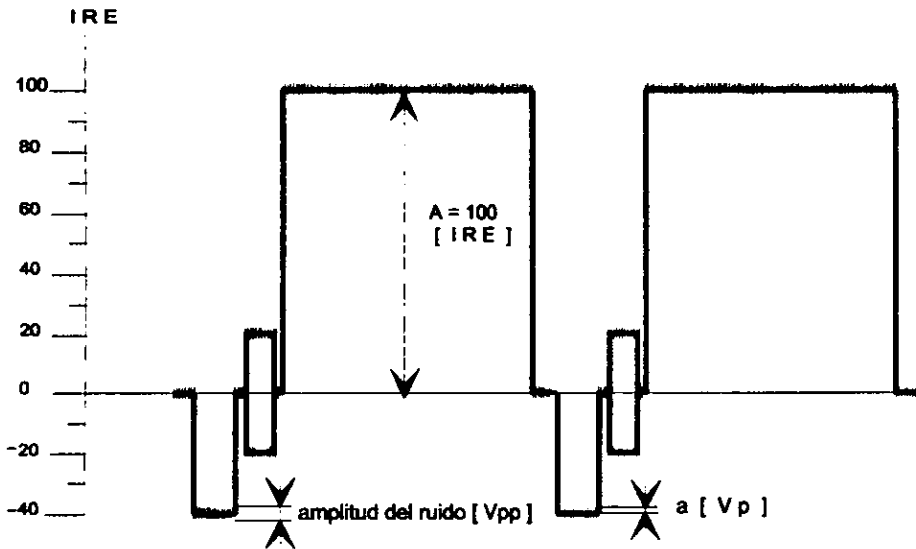 IRE
100
80
60
40
20
0
-20
-40
A = 100
[ IRE ]
amplitud del ruido [ Vpp ]
a [ Vp ]